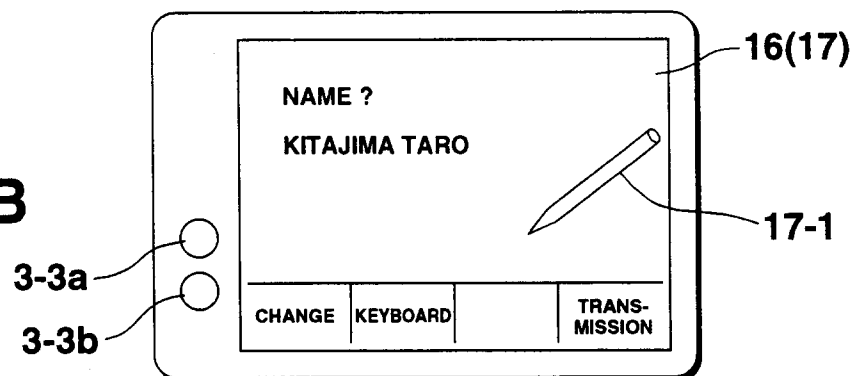 16(17)
NAME ?
KITAJIMA TARO
B
17-1
3-3a
3-3b
CHANGE KEYBOARD TRANS-
MISSION